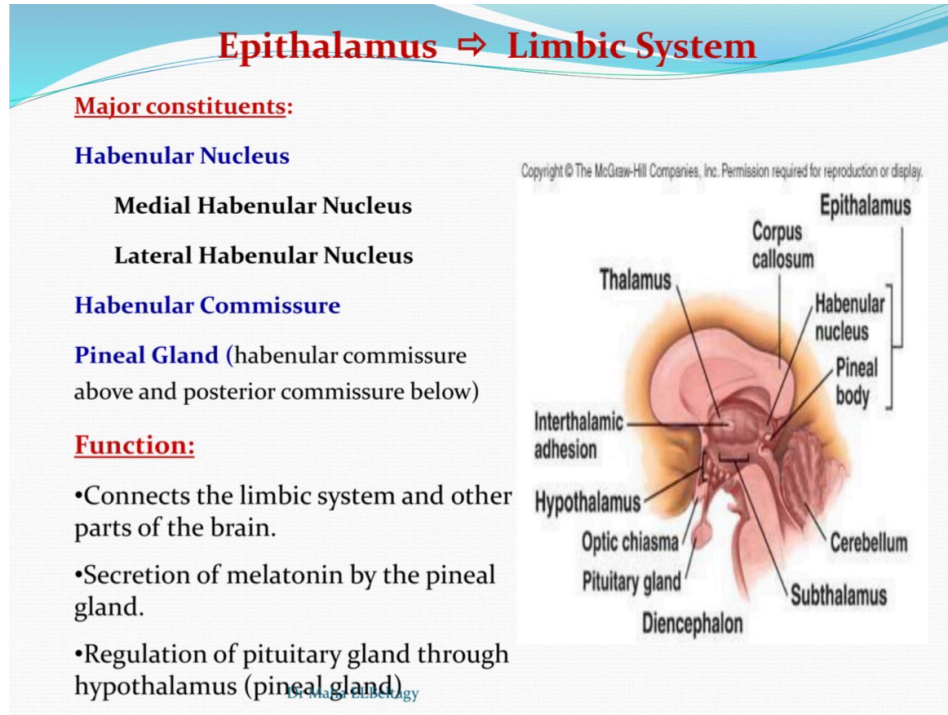 Epithalamus ⇨ Limbic System
Major constituents:
Habenular Nucleus
Medial Habenular Nucleus
Lateral Habenular Nucleus
Habenular Commissure
Pineal Gland (habenular commissure
above and posterior commissure below)
Function:
•Connects the limbic system and other
parts of the brain.
•Secretion of melatonin by the pineal
gland.
•Regulation of pituitary gland through
hypothalamus (pineal gland)
Dr
Copyright © The McGraw-Hill Companies, Inc. Permission required for reproduction or display.
Epithalamus
Corpus
callosum
Thalamus
Habenular
nucleus
Pineal
body
Interthalamic
adhesion
Hypothalamus
Optic chiasma
Cerebellum
Pituitary gland
Subthalamus
Diencephalon